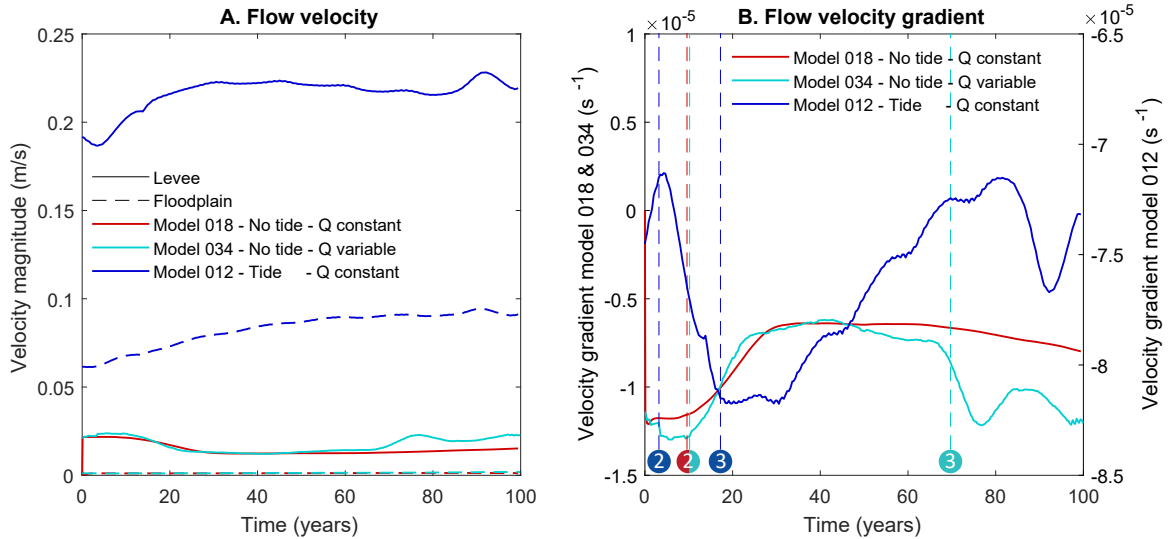 A. Flow velocity
0.25
0.2
0.15
0.1
0.05
0
Velocity magnitude (m/s)
Levee
Floodplain
Model 018 - No tide - Q constant
Model 034 - No tide - Q variable
Model 012 - Tide - Q constant
0 20 40 60 80 100
Time (years)
B. Flow velocity gradient
×10⁻⁵
1
0.5
0
-0.5
-1
-1.5
Velocity gradient model 018 & 034 (s⁻¹)
Model 018 - No tide - Q constant
Model 034 - No tide - Q variable
Model 012 - Tide - Q constant
2 2 3 3
0 20 40 60 80 100
Time (years)
×10⁻⁵
-6.5
-7
-7.5
-8
-8.5
Velocity gradient model 012 (s⁻¹)